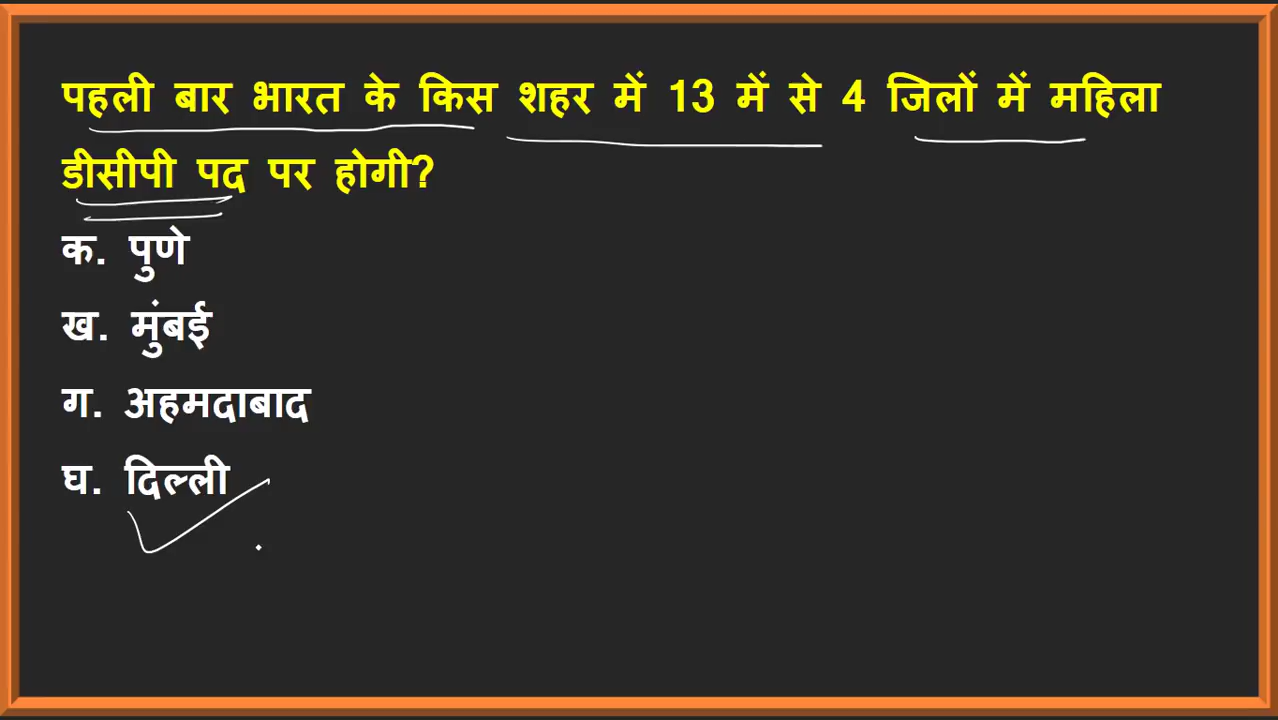 पहली बार भारत के किस शहर में 13 में से 4 जिलों में महिला
डीसीपी पद पर होगी?
क. पुणे
ख. मुंबई
ग. अहमदाबाद
घ. दिल्ली